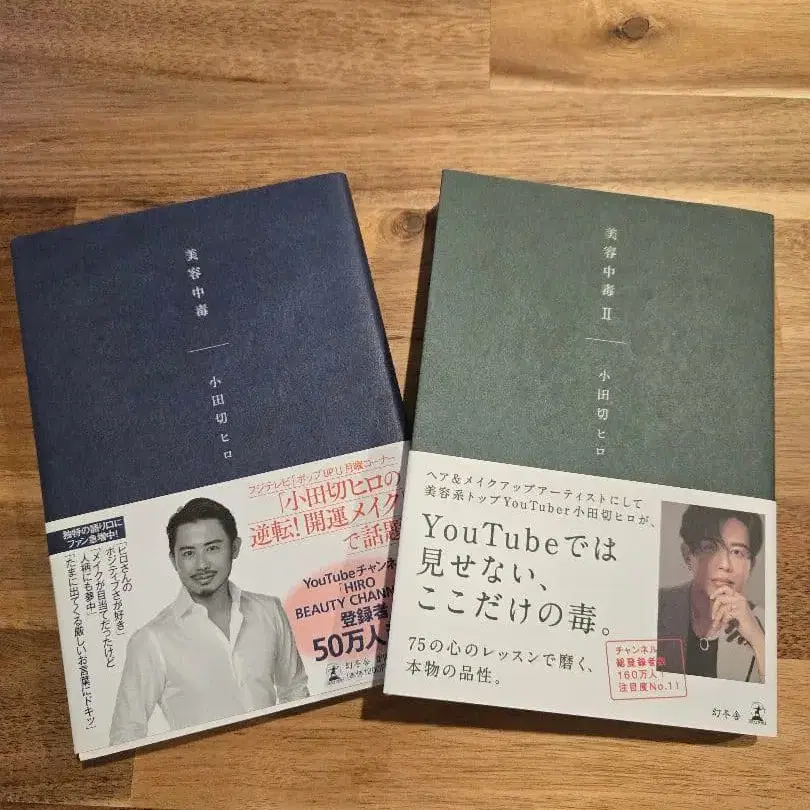 美容中毒
小田切ヒロ
フジテレビ「ポップUP!」月曜コーナー
「小田切ヒロの
逆転!開運メイク
で話題
YouTubeチャンネ
「HIRO
BEAUTY CHANN
登録者
50万人
独特の語り口に
ファン急増中!
「ヒロさんの
ポジティブさが好き」
「メイクが目当てだったけど
人柄にも夢中」
「たまに出てくる厳しいお言葉にドキッ」
幻冬舎
美容中毒Ⅱ
小田切ヒロ
ヘア&メイクアップアーティストにして
美容系トップYouTuber小田切ヒロが、
YouTubeでは
見せない、
ここだけの毒。
75の心のレッスンで磨く、
本物の品性。
チャンネル
総登録者数
160万人!
注目度No.1!
幻冬舎